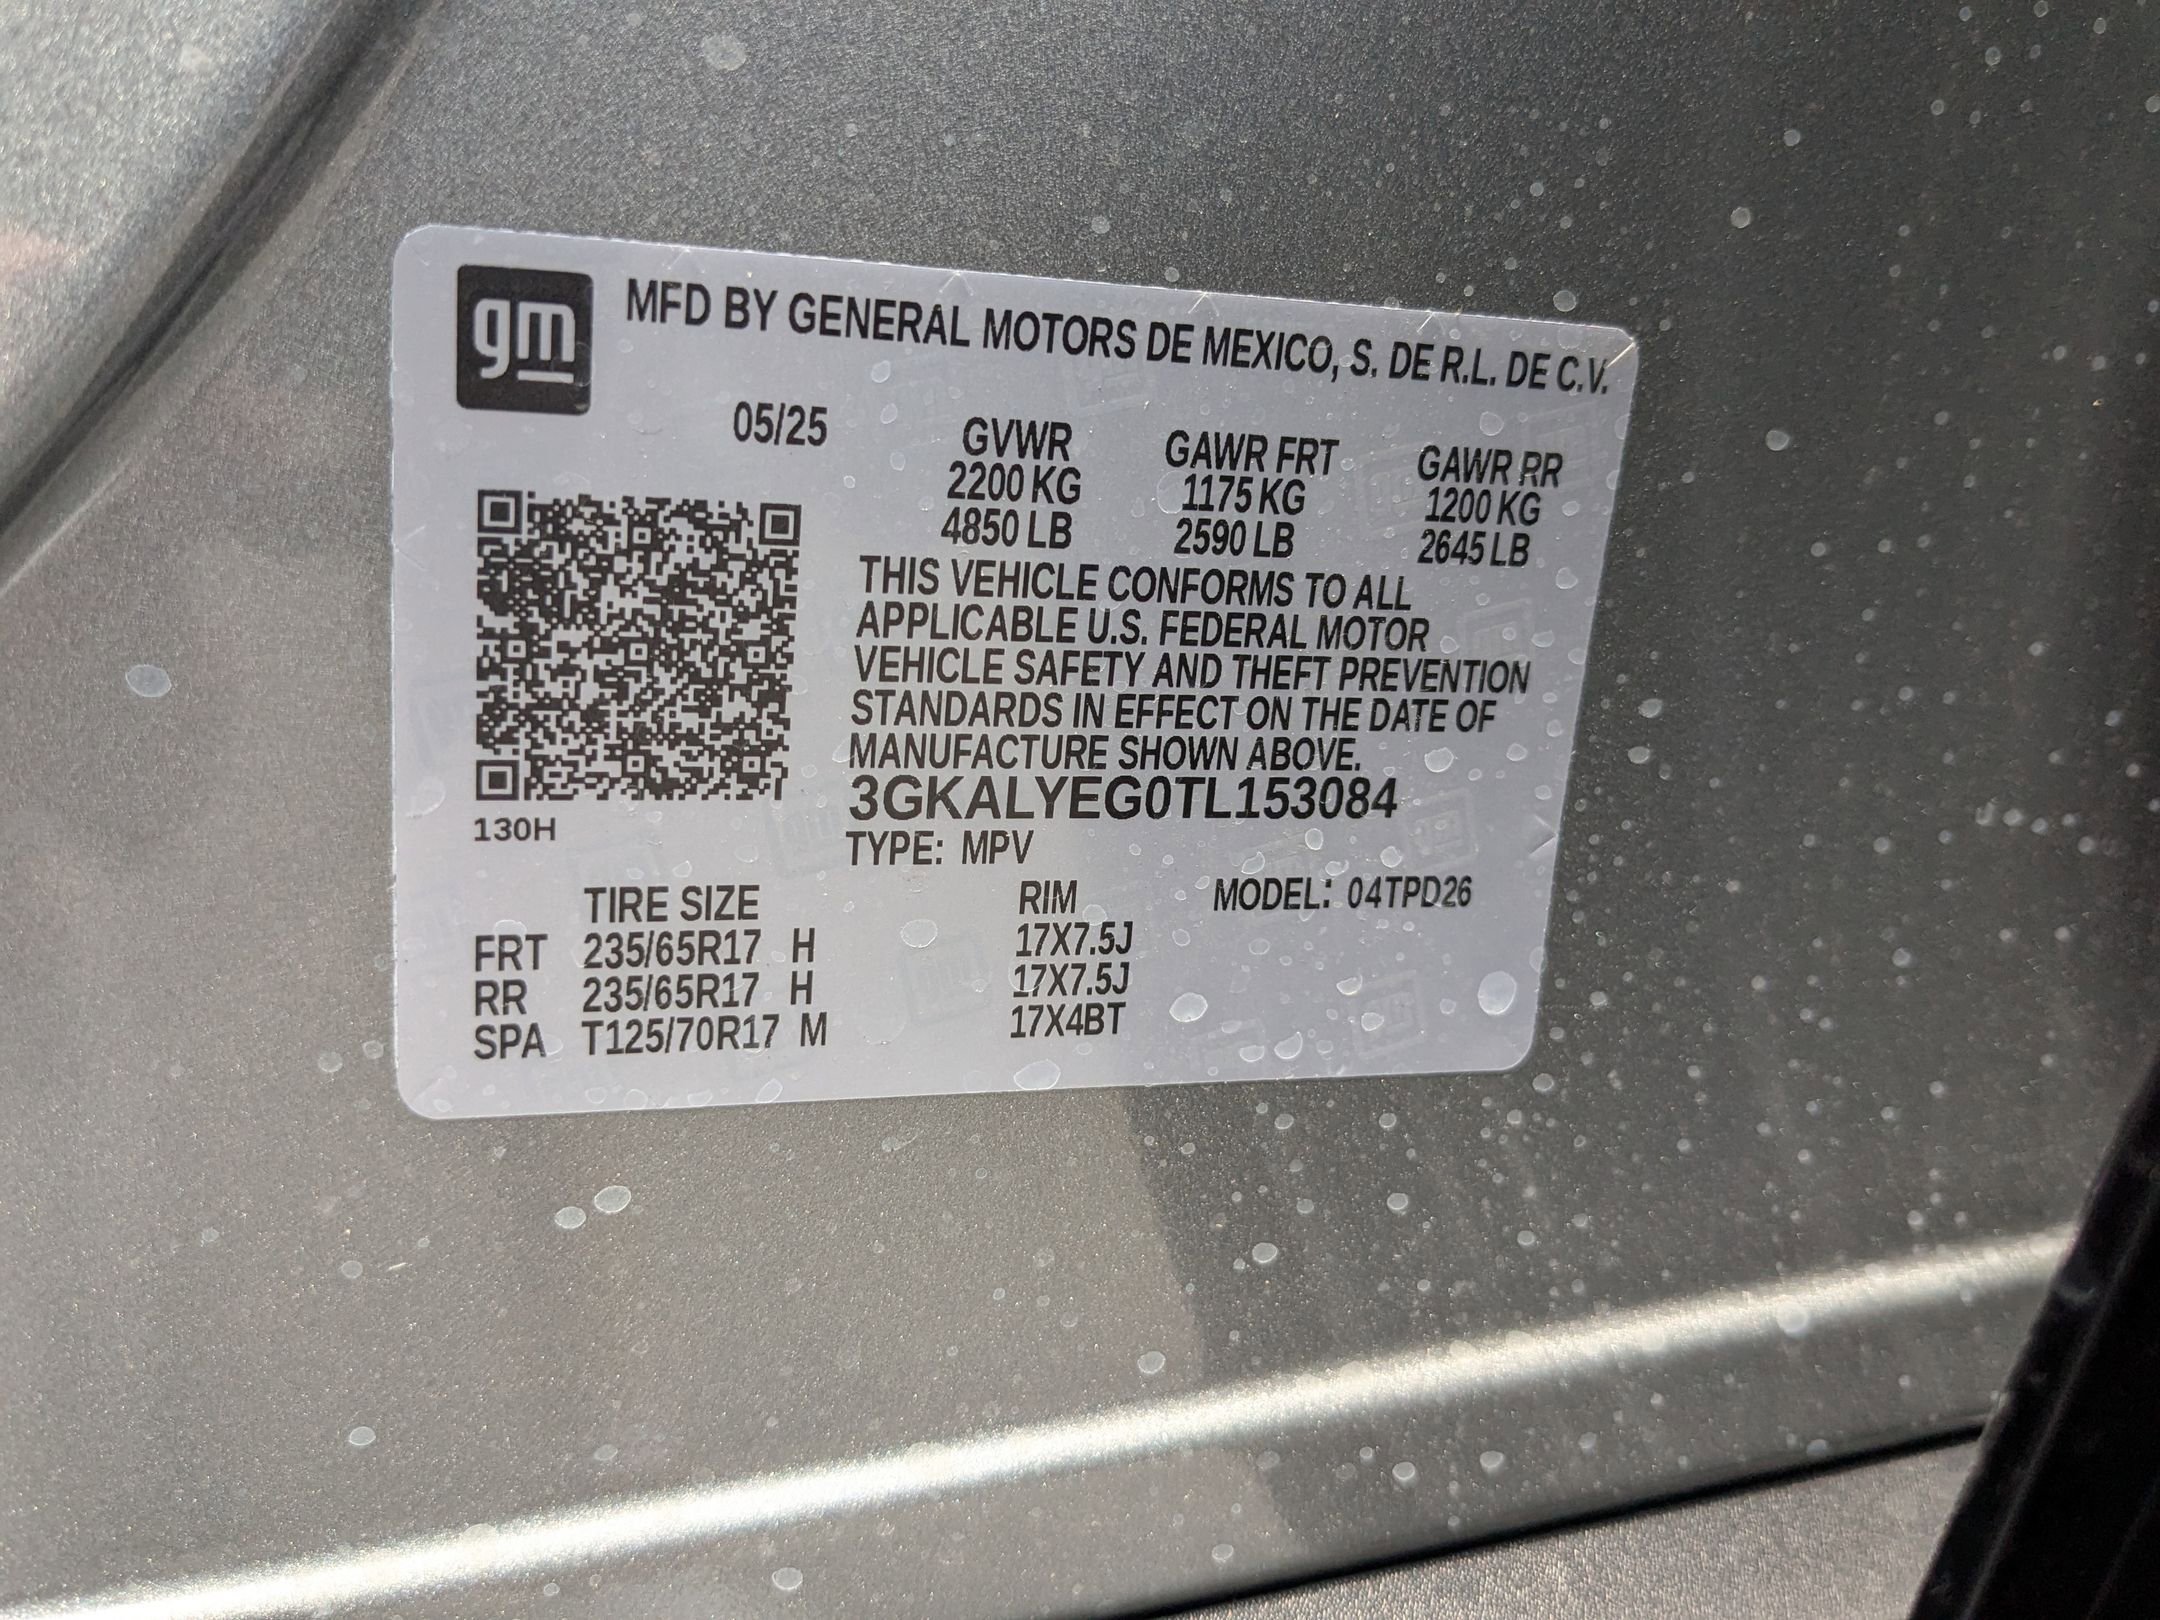 gm
MFD BY GENERAL MOTORS DE MEXICO, S. DE R.L. DE C.V.
05/25
GVWR GAWR FRT GAWR RR
2200 KG 1175 KG 1200 KG
4850 LB 2590 LB 2645 LB
THIS VEHICLE CONFORMS TO ALL
APPLICABLE U.S. FEDERAL MOTOR
VEHICLE SAFETY AND THEFT PREVENTION
STANDARDS IN EFFECT ON THE DATE OF
MANUFACTURE SHOWN ABOVE.
3GKALYEG0TL153084
130H
TYPE: MPV
TIRE SIZE RIM MODEL: 04TPD26
FRT 235/65R17 H 17X7.5J
RR 235/65R17 H 17X7.5J
SPA T125/70R17 M 17X4BT